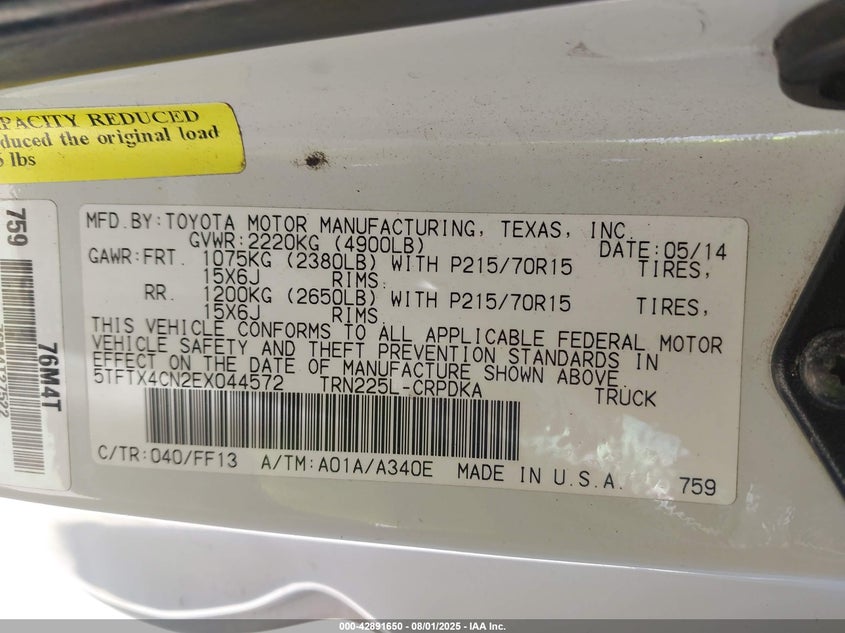 PACITY REDUCED
duced the original load
lbs
759
76M4T
MFD.BY:TOYOTA MOTOR MANUFACTURING, TEXAS, INC.
GVWR:2220KG (4900LB) DATE:05/14
GAWR:FRT. 1075KG (2380LB) WITH P215/70R15 TIRES,
15X6J RIMS.
RR. 1200KG (2650LB) WITH P215/70R15 TIRES,
15X6J RIMS.
THIS VEHICLE CONFORMS TO ALL APPLICABLE FEDERAL MOTOR
VEHICLE SAFETY AND THEFT PREVENTION STANDARDS IN
EFFECT ON THE DATE OF MANUFACTURE SHOWN ABOVE.
5TFTX4CN2EX044572 TRN225L-CRPDKA TRUCK
C/TR:040/FF13 A/TM:A01A/A340E MADE IN U.S.A. 759
000-42891650 - 08/01/2025 - IAA Inc.